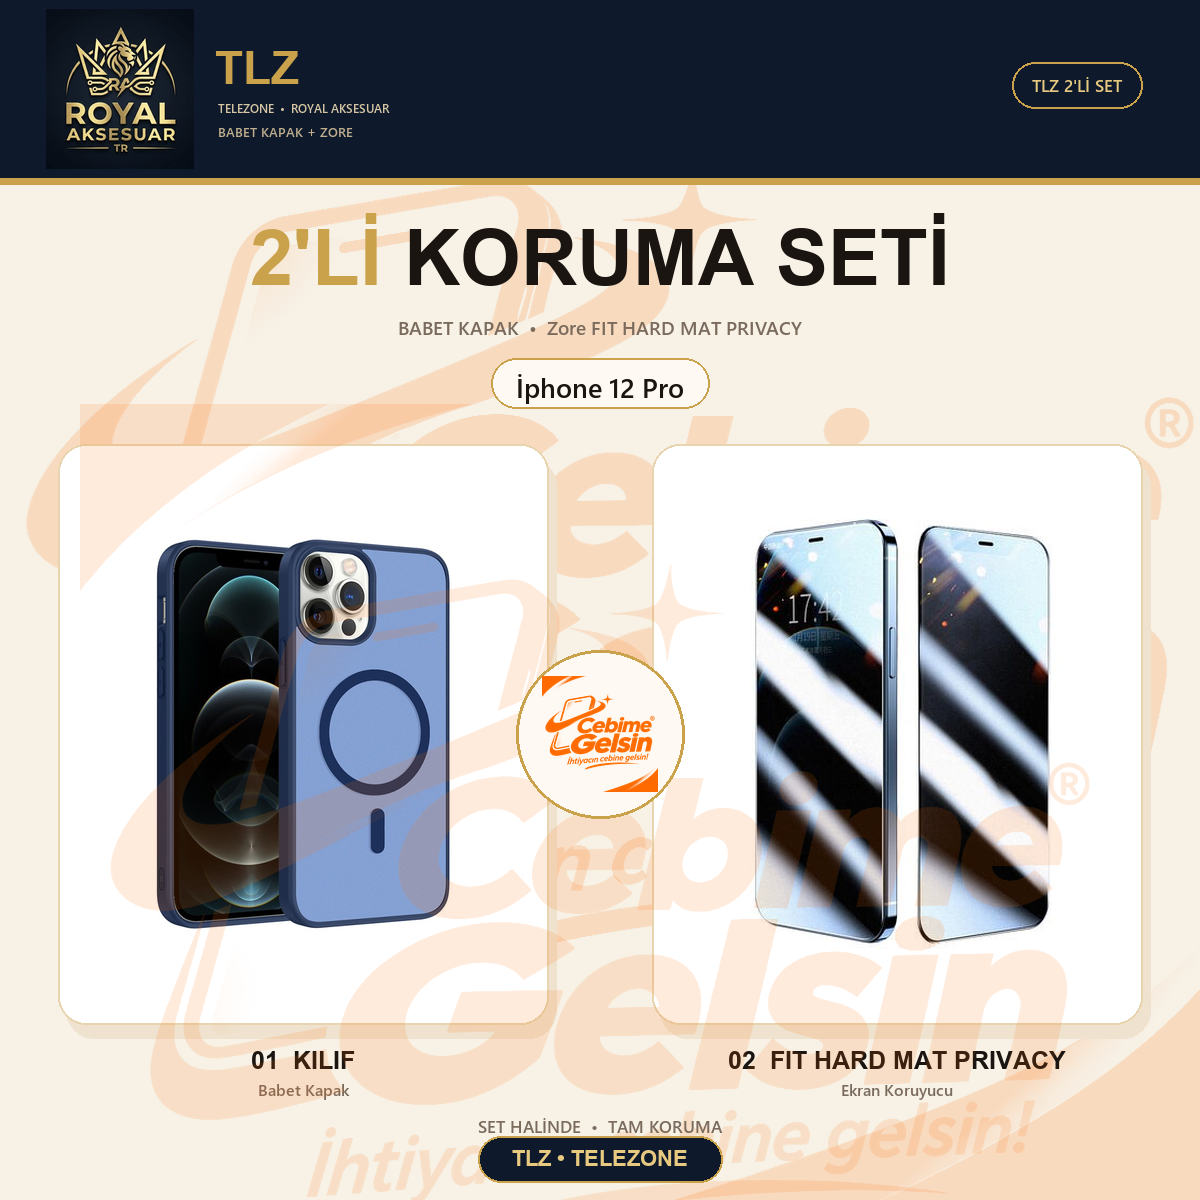 ROYAL
AKSESUAR
TR
TLZ
TELEZONE • ROYAL AKSESUAR
BABET KAPAK + ZORE
TLZ 2'Lİ SET
2'Lİ KORUMA SETİ
BABET KAPAK • Zore FIT HARD MAT PRIVACY
İphone 12 Pro
17:42
Cebime
Gelsin
İhtiyacın cebine gelsin!
®
Cebime®
Gelsin
01 KILIF
Babet Kapak
02 FIT HARD MAT PRIVACY
Ekran Koruyucu
SET HALİNDE • TAM KORUMA
TLZ • TELEZONE